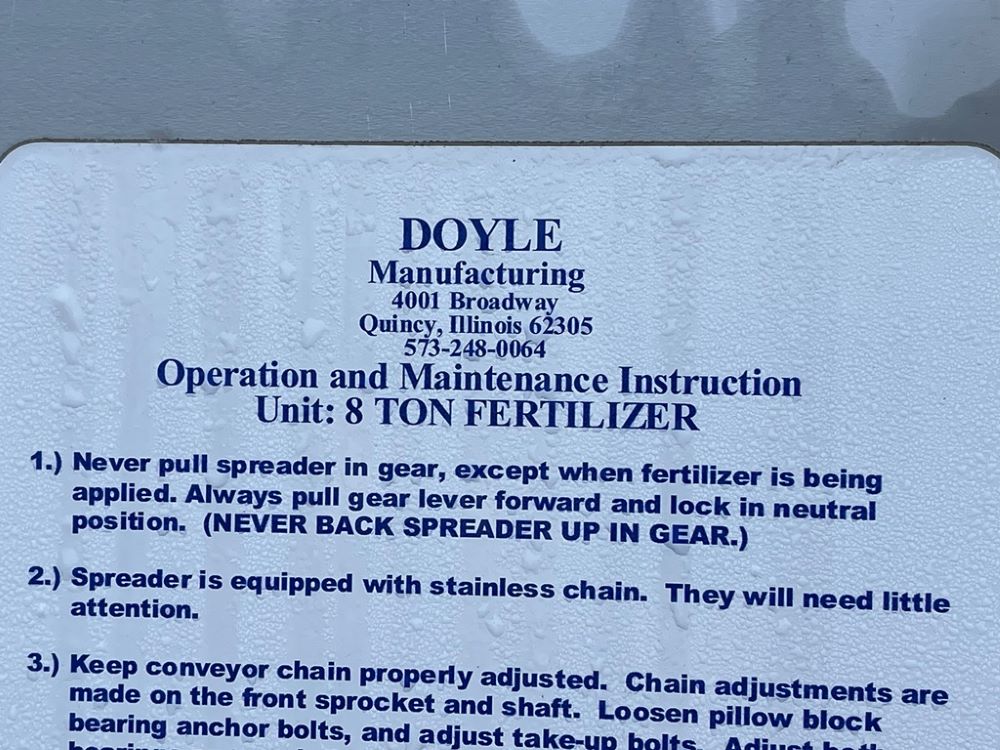 DOYLE
Manufacturing
4001 Broadway
Quincy, Illinois 62305
573-248-0064
Operation and Maintenance Instruction
Unit: 8 TON FERTILIZER
1.) Never pull spreader in gear, except when fertilizer is being
applied. Always pull gear lever forward and lock in neutral
position. (NEVER BACK SPREADER UP IN GEAR.)
2.) Spreader is equipped with stainless chain. They will need little
attention.
3.) Keep conveyor chain properly adjusted. Chain adjustments are
made on the front sprocket and shaft. Loosen pillow block
bearing anchor bolts, and adjust take-up bolts. Adjust both